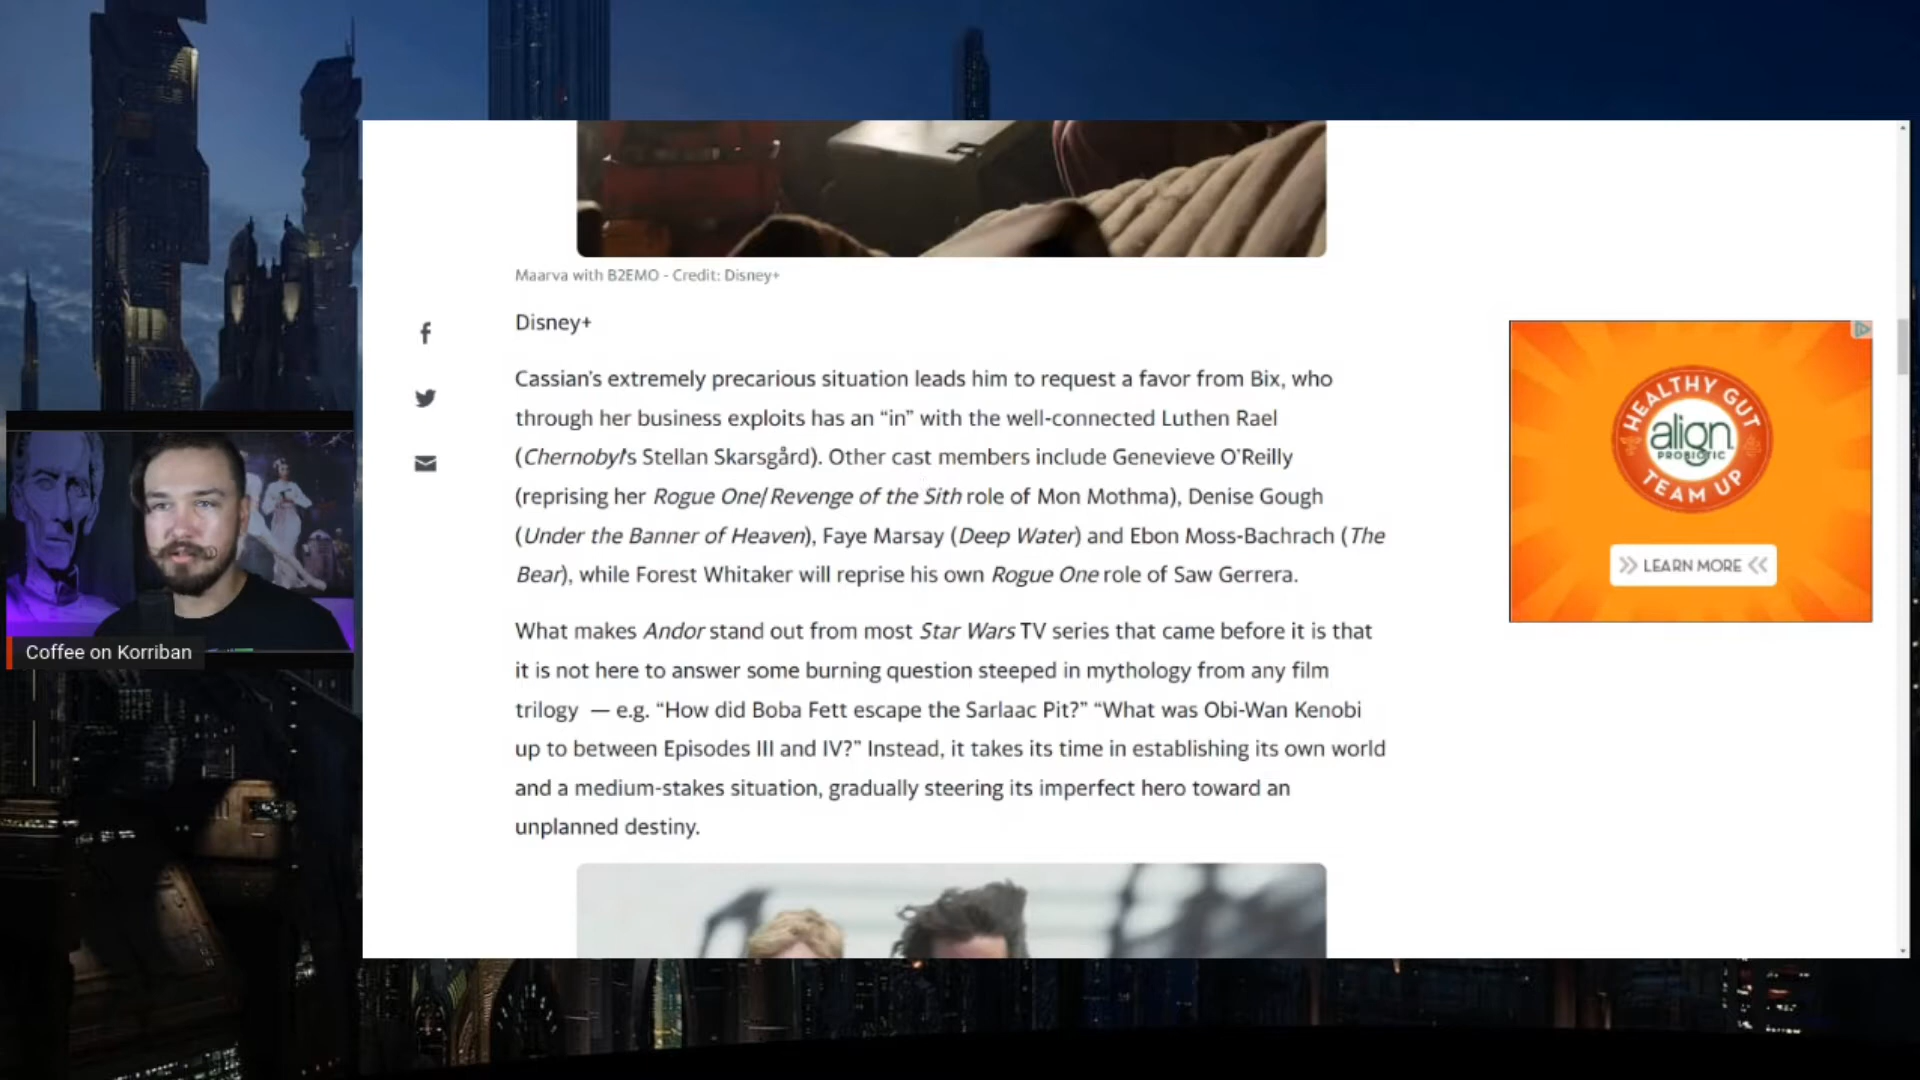 Maarva with B2EMO - Credit: Disney+
Disney+
Cassian's extremely precarious situation leads him to request a favor from Bix, who
through her business exploits has an “in” with the well-connected Luthen Rael
(Chernobyl's Stellan Skarsgård). Other cast members include Genevieve O'Reilly
(reprising her Rogue One/Revenge of the Sith role of Mon Mothma), Denise Gough
(Under the Banner of Heaven), Faye Marsay (Deep Water) and Ebon Moss-Bachrach (The
Bear), while Forest Whitaker will reprise his own Rogue One role of Saw Gerrera.
What makes Andor stand out from most Star Wars TV series that came before it is that
it is not here to answer some burning question steeped in mythology from any film
trilogy — e.g. “How did Boba Fett escape the Sarlaac Pit?” “What was Obi-Wan Kenobi
up to between Episodes III and IV?” Instead, it takes its time in establishing its own world
and a medium-stakes situation, gradually steering its imperfect hero toward an
unplanned destiny.
HEALTHY GUT
align
PROBIOTIC
TEAM UP
LEARN MORE
Coffee on Korriban